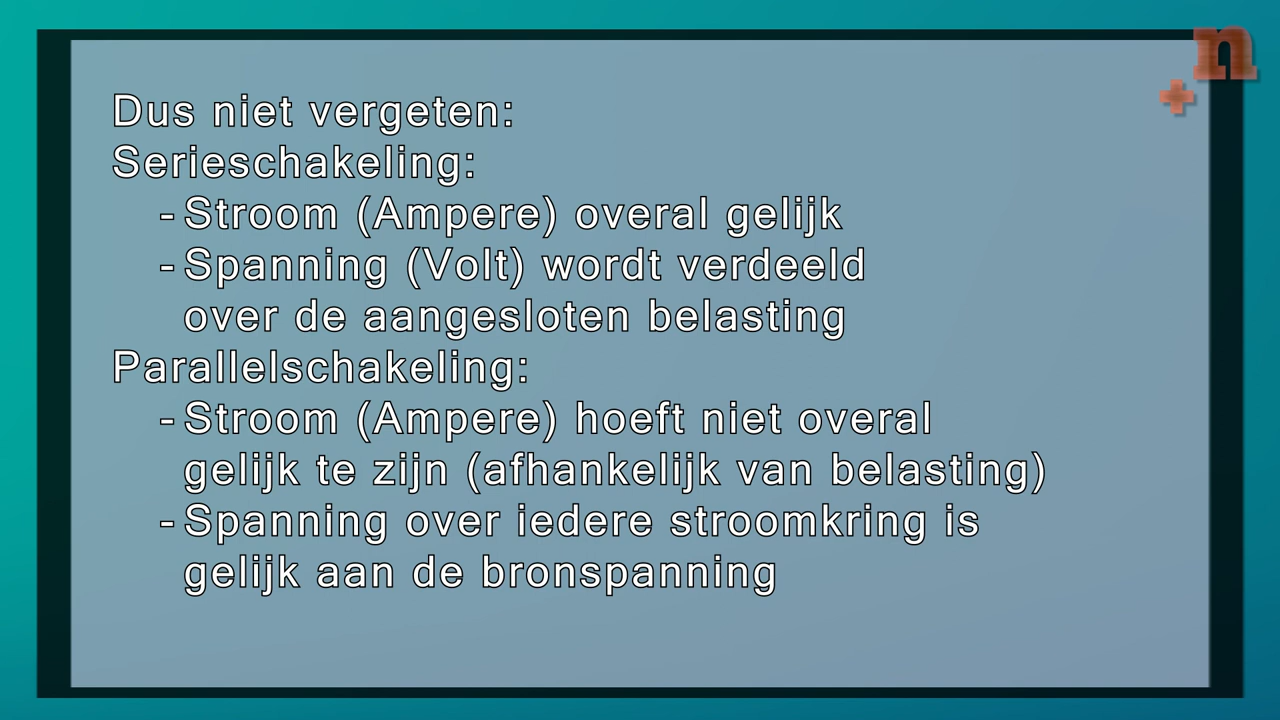 n
+
Dus niet vergeten:
Serieschakeling:
- Stroom (Ampere) overal gelijk
- Spanning (Volt) wordt verdeeld
over de aangesloten belasting
Parallelschakeling:
- Stroom (Ampere) hoeft niet overal
gelijk te zijn (afhankelijk van belasting)
- Spanning over iedere stroomkring is
gelijk aan de bronspanning